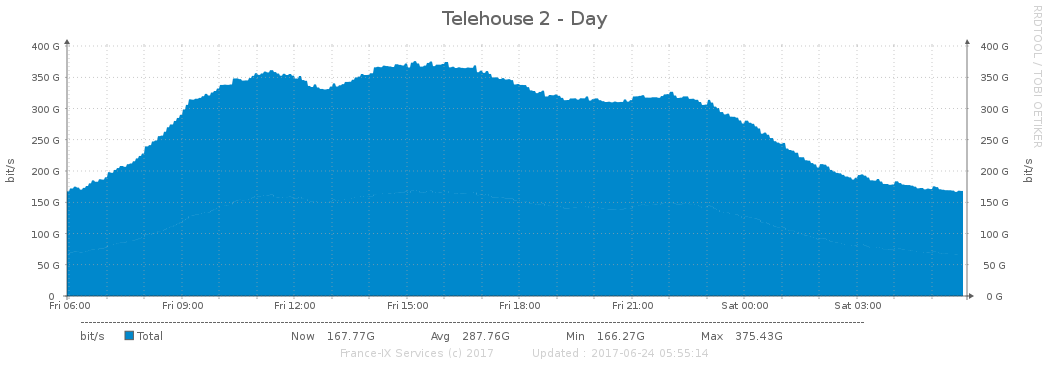 Telehouse 2 - Day
RRDTOOL / TOBI OETIKER
bit/s
400 G 400 G
350 G 350 G
300 G 300 G
250 G 250 G
200 G 200 G
150 G 150 G
100 G 100 G
50 G 50 G
0 0 G
bit/s
Fri 06:00 Fri 09:00 Fri 12:00 Fri 15:00 Fri 18:00 Fri 21:00 Sat 00:00 Sat 03:00
bit/s Total Now 167.77G Avg 287.76G Min 166.27G Max 375.43G
France-IX Services (c) 2017 Updated : 2017-06-24 05:55:14